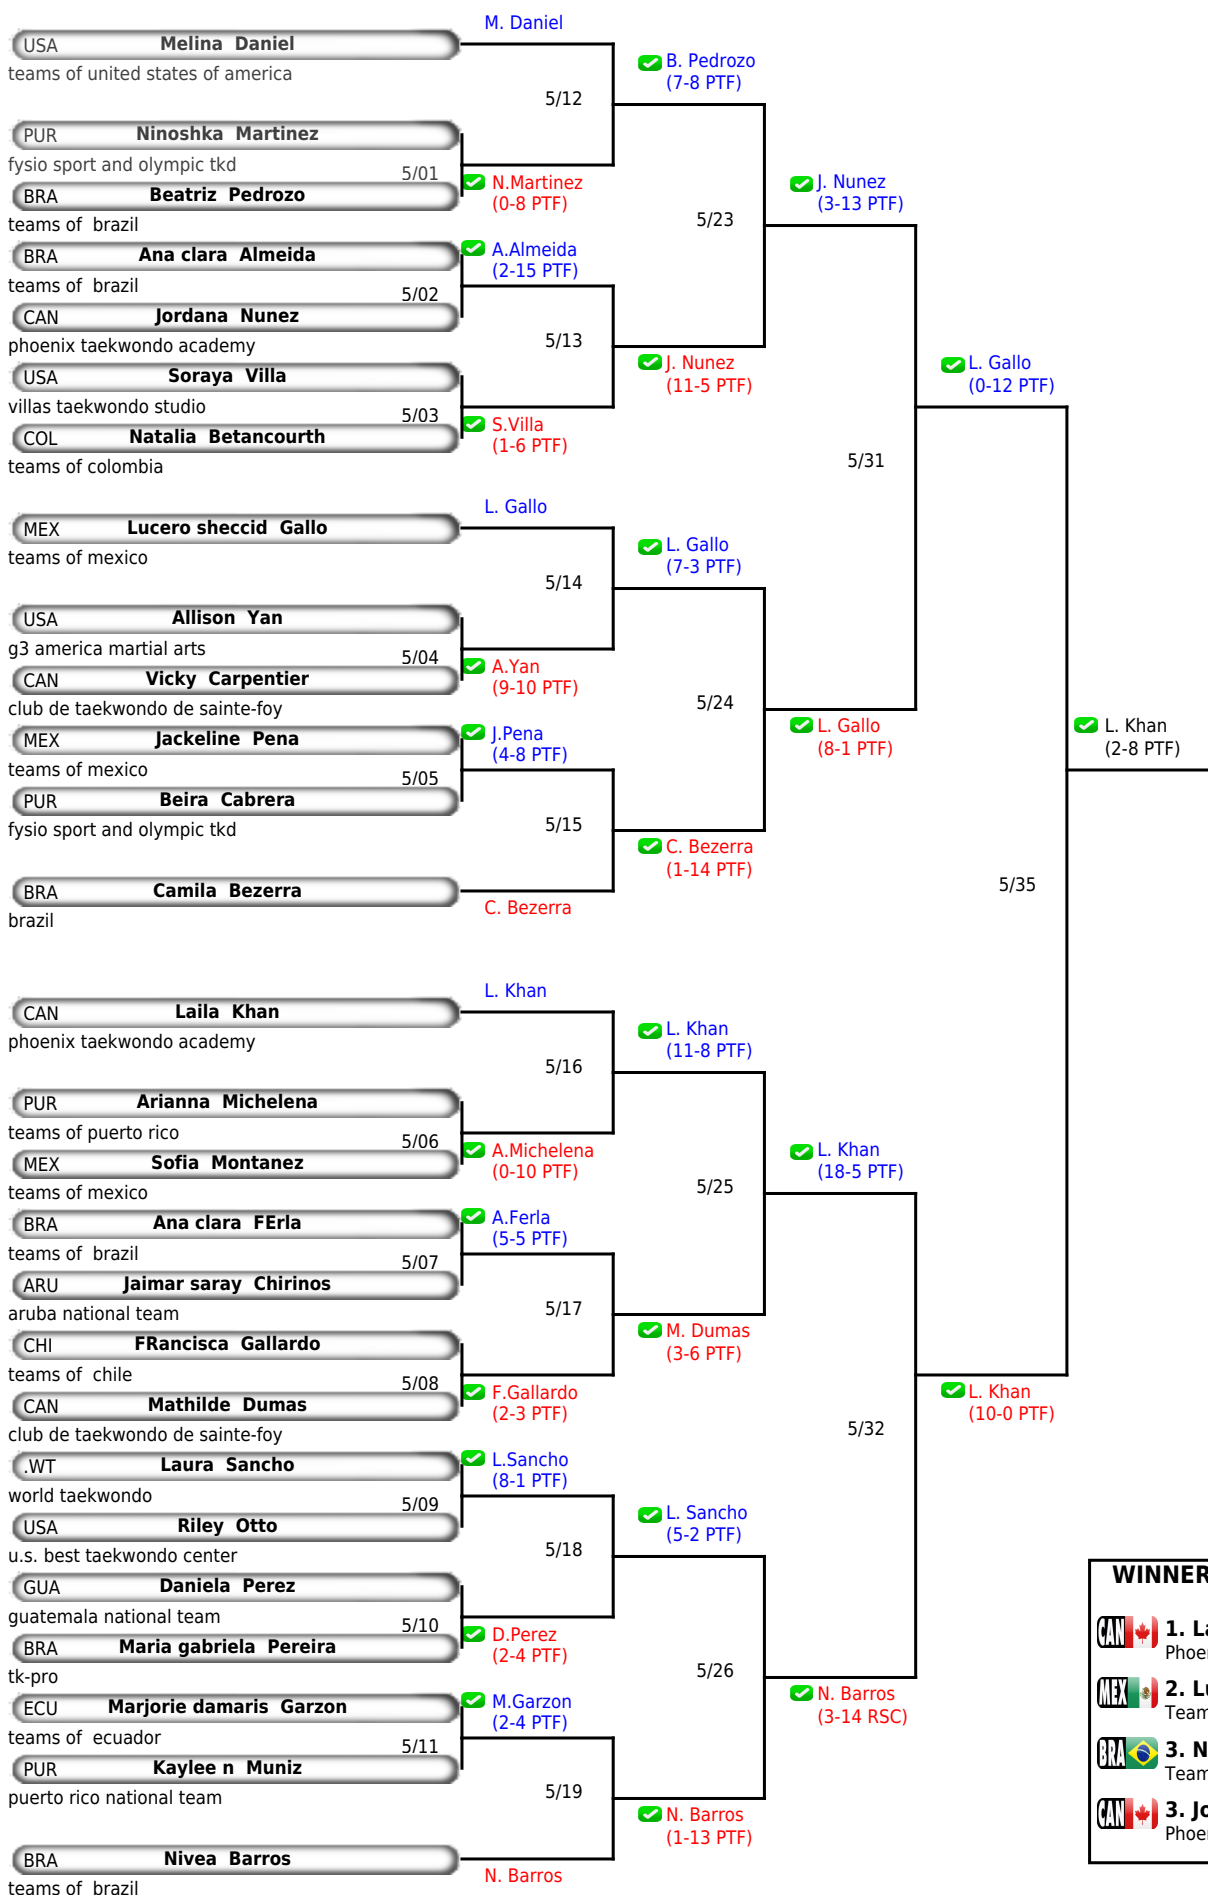 M. Daniel
USA Melina Daniel
teams of united states of america
B. Pedrozo
(7-8 PTF)
5/12
PUR Ninoshka Martinez
fysio sport and olympic tkd
5/01
BRA Beatriz Pedrozo
teams of brazil
N.Martinez
(0-8 PTF)
J. Nunez
(3-13 PTF)
5/23
BRA Ana clara Almeida
teams of brazil
A.Almeida
(2-15 PTF)
5/02
CAN Jordana Nunez
phoenix taekwondo academy
5/13
J. Nunez
(11-5 PTF)
L. Gallo
(0-12 PTF)
USA Soraya Villa
villas taekwondo studio
5/03
COL Natalia Betancourth
teams of colombia
S.Villa
(1-6 PTF)
5/31
L. Gallo
MEX Lucero sheccid Gallo
teams of mexico
L. Gallo
(7-3 PTF)
5/14
USA Allison Yan
g3 america martial arts
5/04
CAN Vicky Carpentier
club de taekwondo de sainte-foy
A.Yan
(9-10 PTF)
5/24
MEX Jackeline Pena
teams of mexico
J.Pena
(4-8 PTF)
L. Gallo
(8-1 PTF)
L. Khan
(2-8 PTF)
5/05
PUR Beira Cabrera
fysio sport and olympic tkd
5/15
C. Bezerra
(1-14 PTF)
BRA Camila Bezerra
brazil
C. Bezerra
5/35
L. Khan
CAN Laila Khan
phoenix taekwondo academy
L. Khan
(11-8 PTF)
5/16
PUR Arianna Michelena
teams of puerto rico
5/06
MEX Sofia Montanez
teams of mexico
A.Michelena
(0-10 PTF)
L. Khan
(18-5 PTF)
5/25
BRA Ana clara FErla
teams of brazil
A.Ferla
(5-5 PTF)
5/07
ARU Jaimar saray Chirinos
aruba national team
5/17
M. Dumas
(3-6 PTF)
CHI FRancisca Gallardo
teams of chile
5/08
CAN Mathilde Dumas
club de taekwondo de sainte-foy
F.Gallardo
(2-3 PTF)
L. Khan
(10-0 PTF)
5/32
.WT Laura Sancho
world taekwondo
L.Sancho
(8-1 PTF)
5/09
USA Riley Otto
u.s. best taekwondo center
L. Sancho
(5-2 PTF)
5/18
GUA Daniela Perez
guatemala national team
5/10
BRA Maria gabriela Pereira
tk-pro
D.Perez
(2-4 PTF)
5/26
ECU Marjorie damaris Garzon
teams of ecuador
M.Garzon
(2-4 PTF)
N. Barros
(3-14 RSC)
5/11
PUR Kaylee n Muniz
puerto rico national team
5/19
N. Barros
(1-13 PTF)
BRA Nivea Barros
teams of brazil
N. Barros
WINNER
CAN 1. La
Phoen
MEX 2. Lu
Team
BRA 3. N
Team
CAN 3. Jo
Phoen